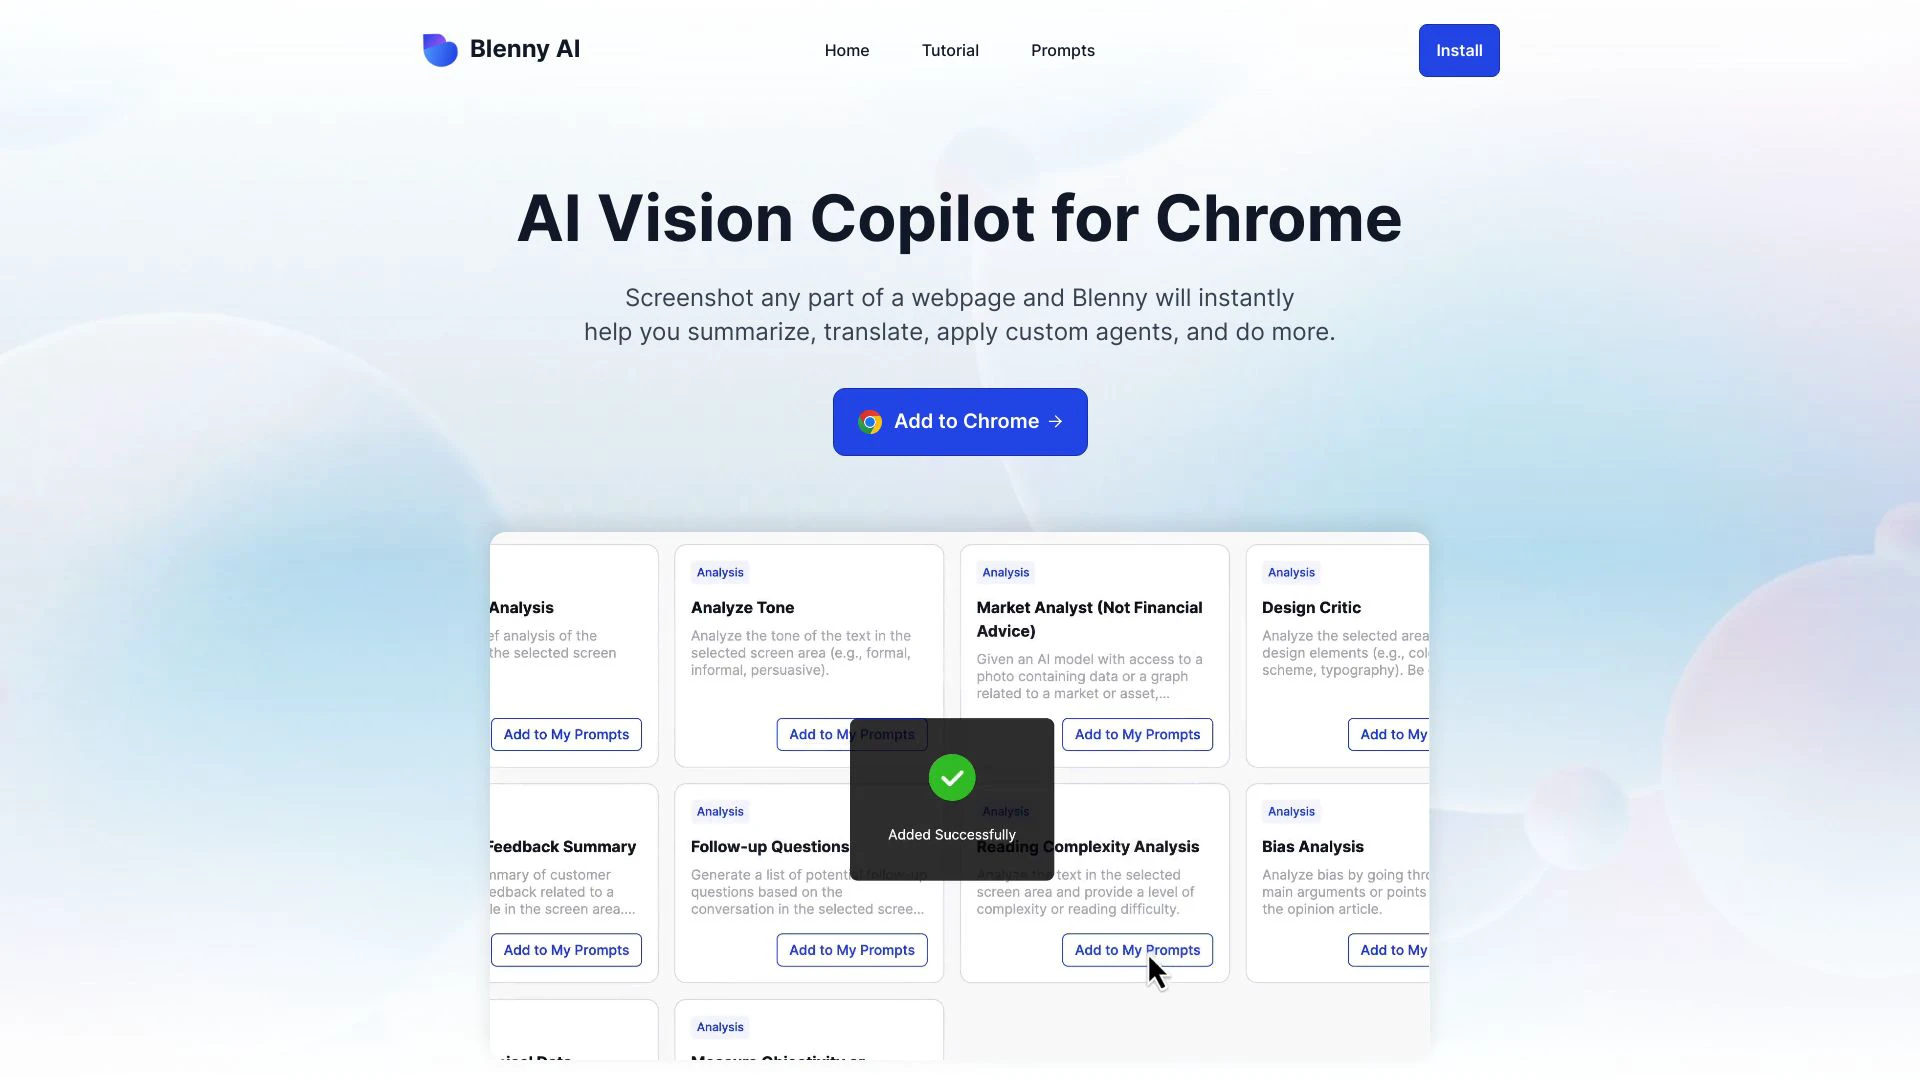 Blenny AI
Home
Tutorial
Prompts
Install
AI Vision Copilot for Chrome
Screenshot any part of a webpage and Blenny will instantly
help you summarize, translate, apply custom agents, and do more.
Add to Chrome →
Analysis
ef analysis of the
the selected screen
Add to My Prompts
Analysis
Analyze Tone
Analyze the tone of the text in the
selected screen area (e.g., formal,
informal, persuasive).
Add to My Prompts
Analysis
Market Analyst (Not Financial
Advice)
Given an AI model with access to a
photo containing data or a graph
related to a market or asset,...
Add to My Prompts
Analysis
Design Critic
Analyze the selected area
design elements (e.g., col
scheme, typography). Be
Add to My
Added Successfully
Feedback Summary
mmary of customer
edback related to a
le in the screen area....
Add to My Prompts
Analysis
Follow-up Questions
Generate a list of potential follow-up
questions based on the
conversation in the selected scree...
Add to My Prompts
Analysis
Reading Complexity Analysis
Analyze the text in the selected
screen area and provide a level of
complexity or reading difficulty.
Add to My Prompts
Analysis
Bias Analysis
Analyze bias by going thr
main arguments or points
the opinion article.
Add to My
Analysis